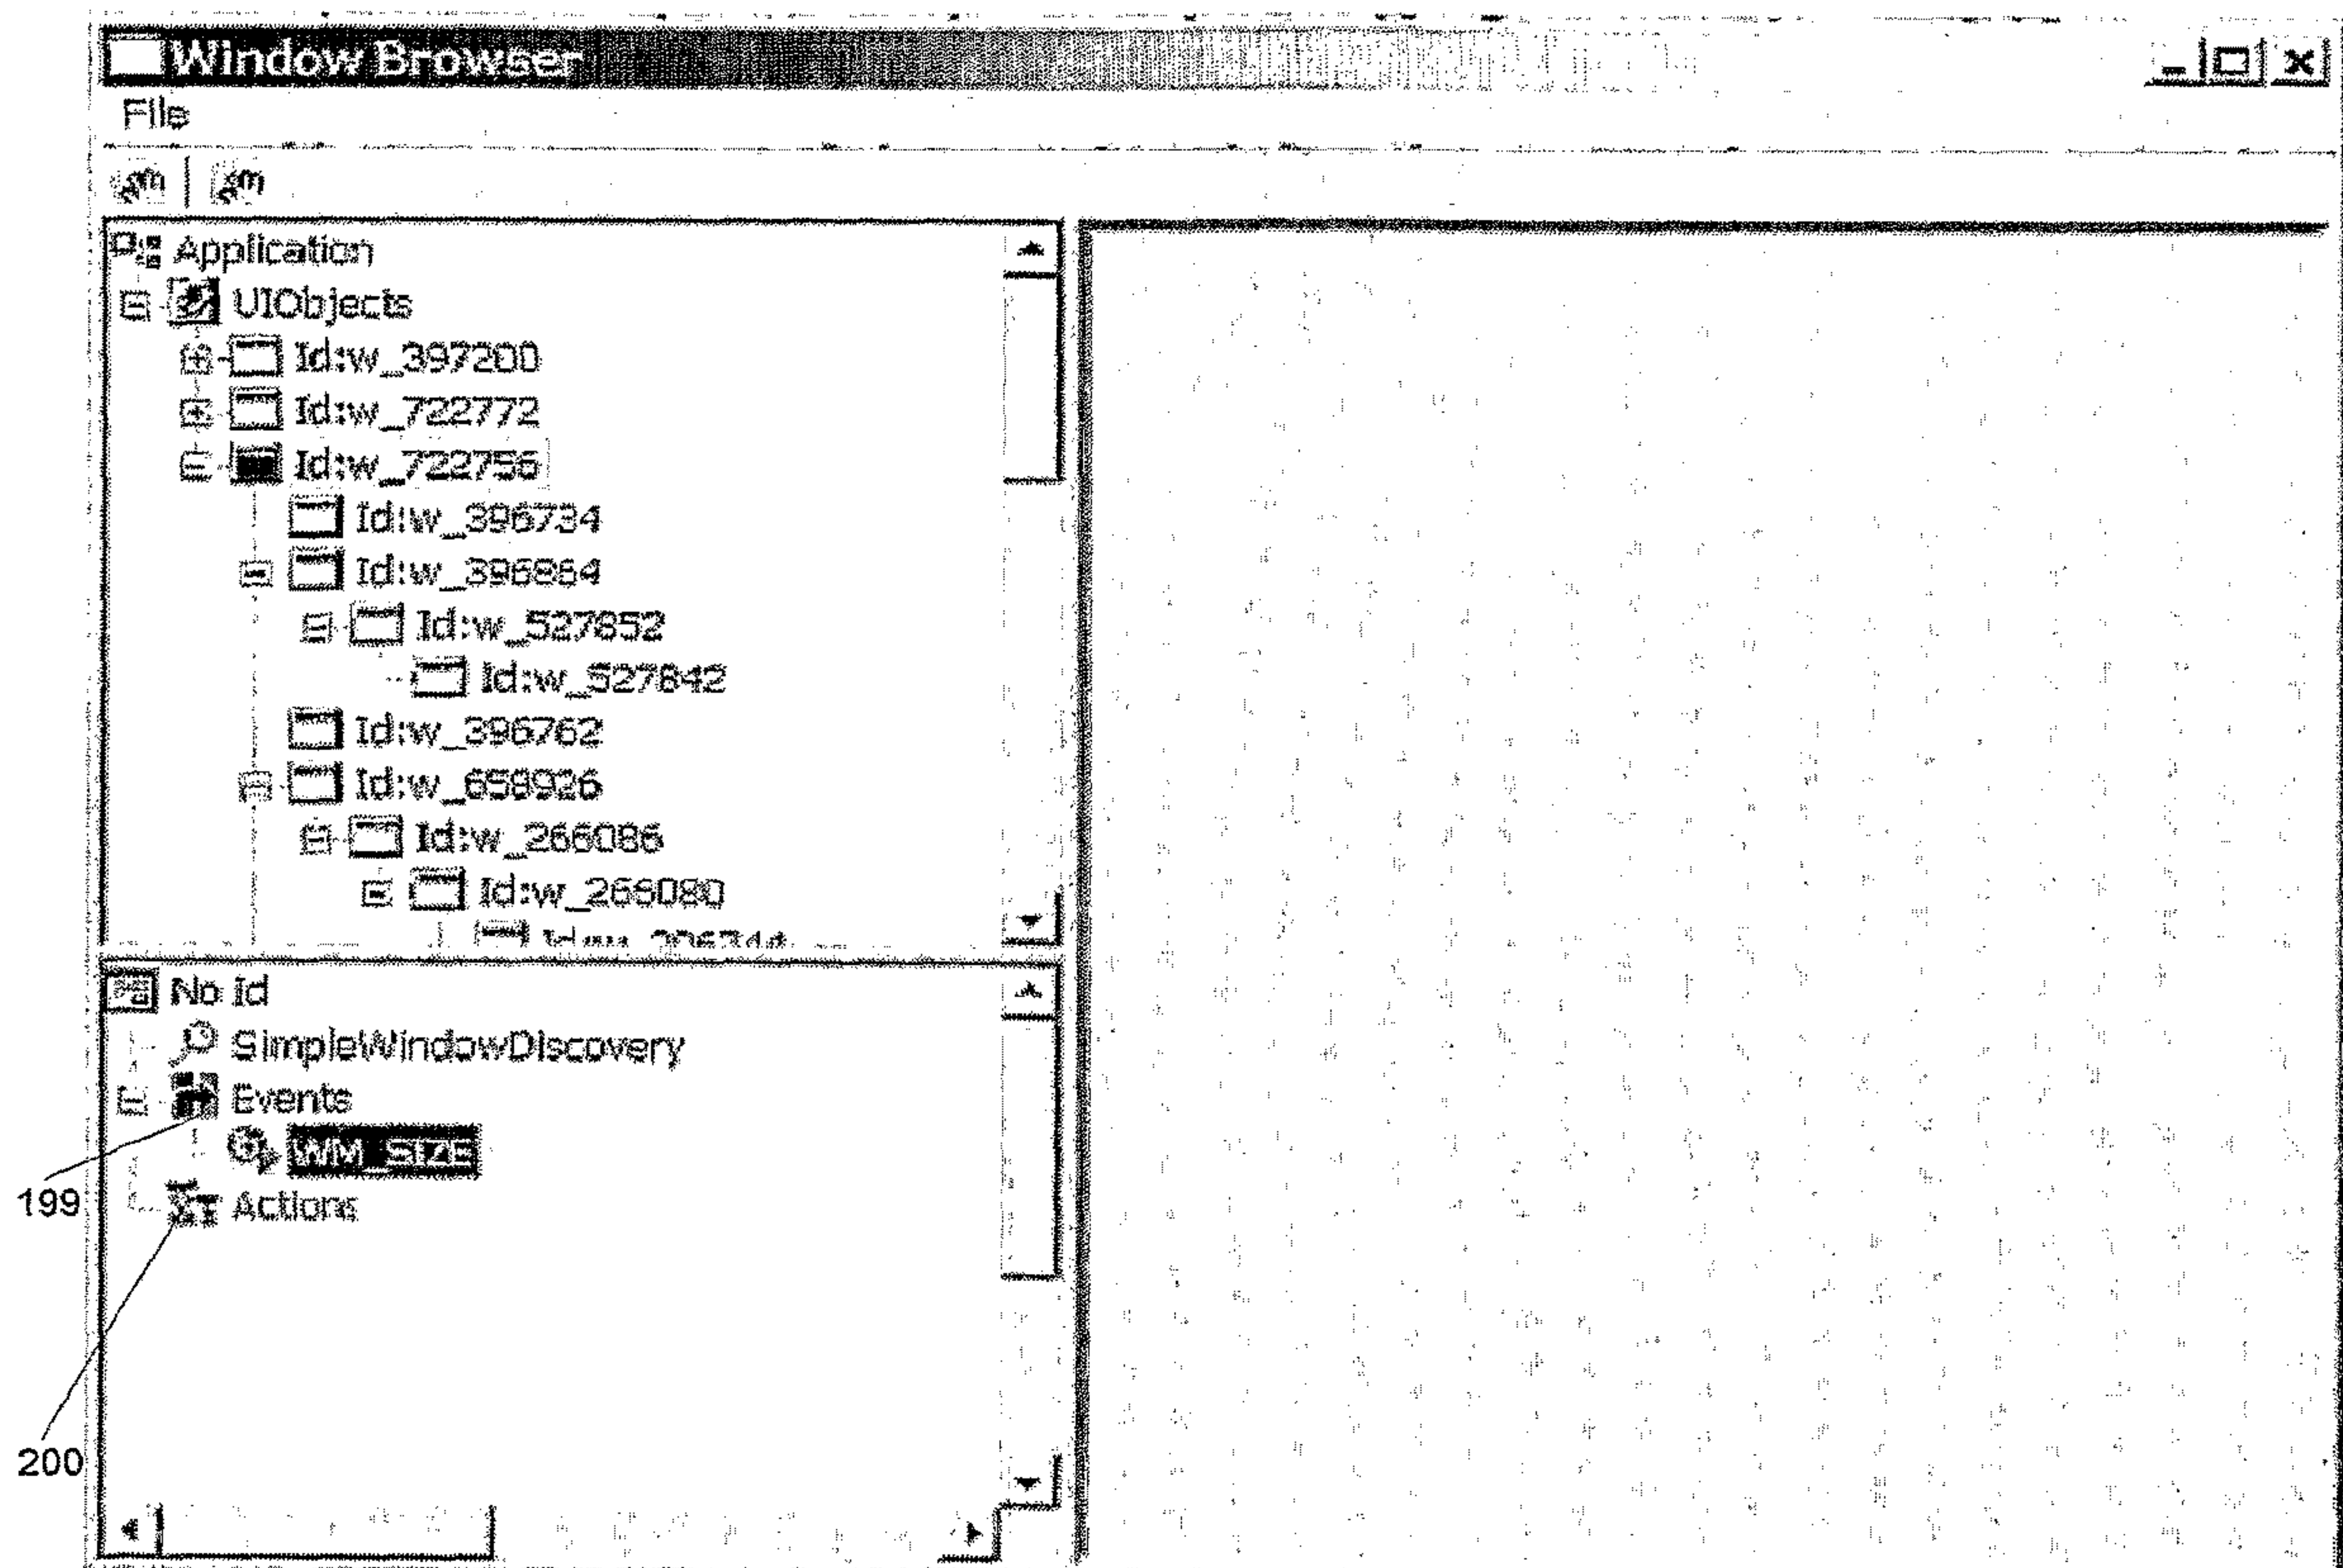 Window Browser
File
Application
UIObjects
Id:w_397200
Id:w_722772
Id:w_722756
Id:w_396734
Id:w_396864
Id:w_527852
Id:w_527842
Id:w_396762
Id:w_658926
Id:w_266086
Id:w_266080
No Id
SimpleWindowDiscovery
Events
WM_SIZE
199
Actions
200